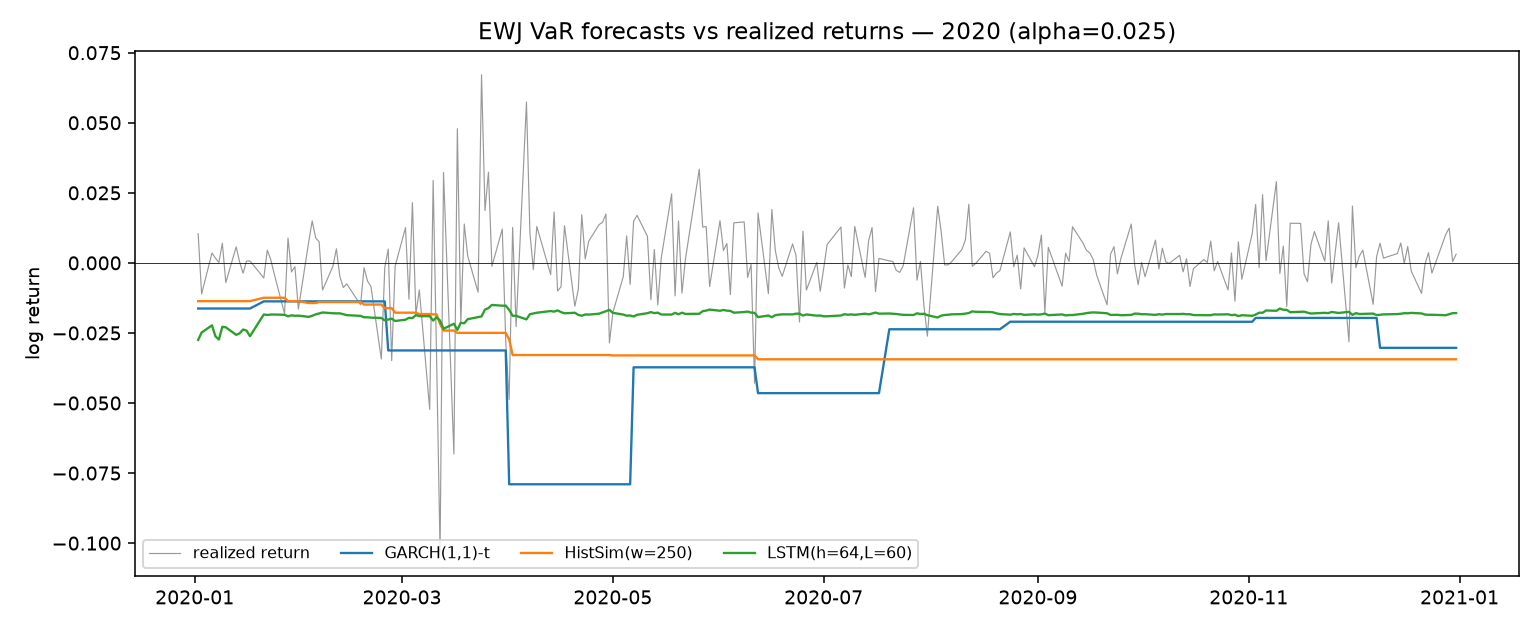 EWJ VaR forecasts vs realized returns — 2020 (alpha=0.025)
log return
0.075
0.050
0.025
0.000
−0.025
−0.050
−0.075
−0.100
realized return GARCH(1,1)-t HistSim(w=250) LSTM(h=64,L=60)
2020-01 2020-03 2020-05 2020-07 2020-09 2020-11 2021-01